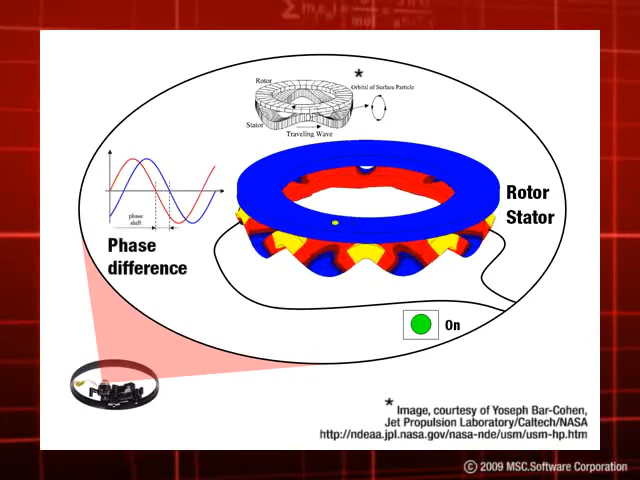 *
Rotor
Orbital of Surface Particle
Stator
Traveling Wave
phase
shift
Phase
difference
Rotor
Stator
On
* Image, courtesy of Yoseph Bar-Cohen,
Jet Propulsion Laboratory/Caltech/NASA
http://ndeaa.jpl.nasa.gov/nasa-nde/usm/usm-hp.htm
© 2009 MSC.Software Corporation